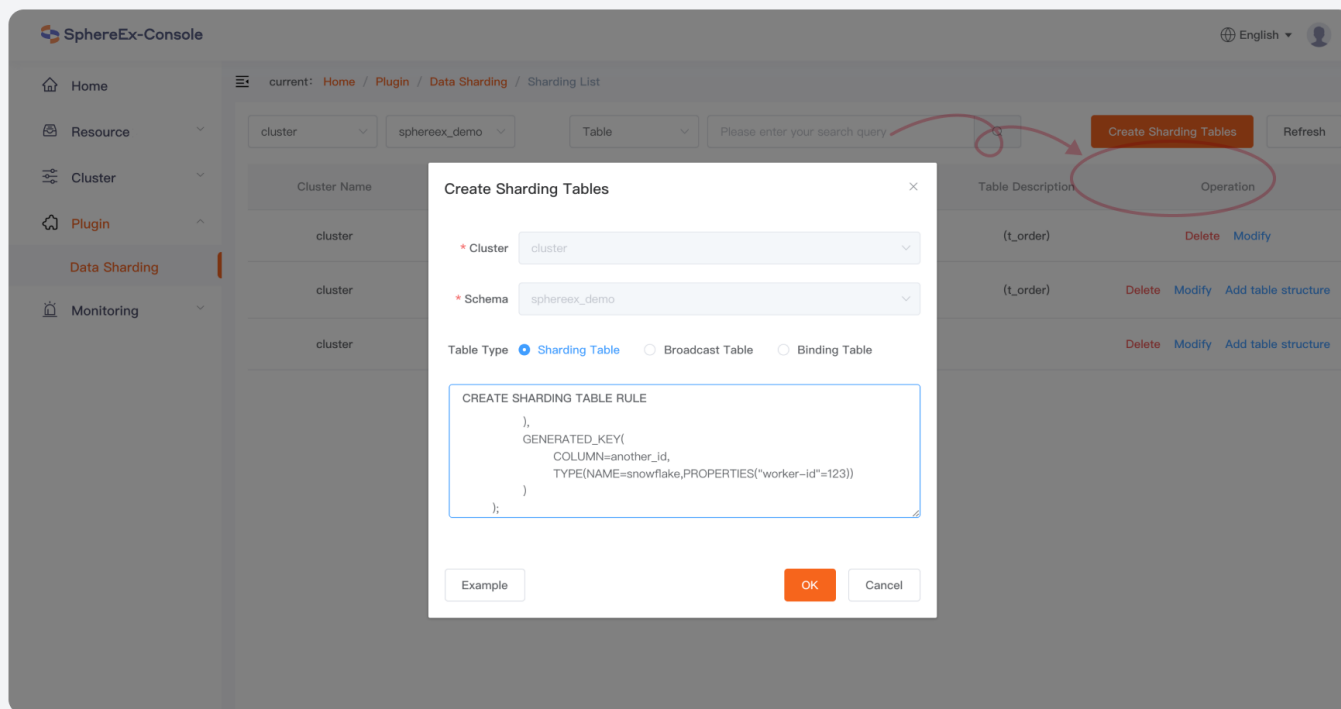 SphereEx-Console
English
Home
Resource
Cluster
Plugin
Data Sharding
Monitoring
current: Home / Plugin / Data Sharding / Sharding List
cluster sphereex_demo Table Please enter your search query Create Sharding Tables Refresh
Cluster Name Table Description Operation
cluster (t_order) Delete Modify
cluster (t_order) Delete Modify Add table structure
cluster Delete Modify Add table structure
Create Sharding Tables
* Cluster cluster
* Schema sphereex_demo
Table Type Sharding Table Broadcast Table Binding Table
CREATE SHARDING TABLE RULE
),
GENERATED_KEY(
COLUMN=another_id,
TYPE(NAME=snowflake,PROPERTIES("worker-id"=123))
)
);
Example OK Cancel